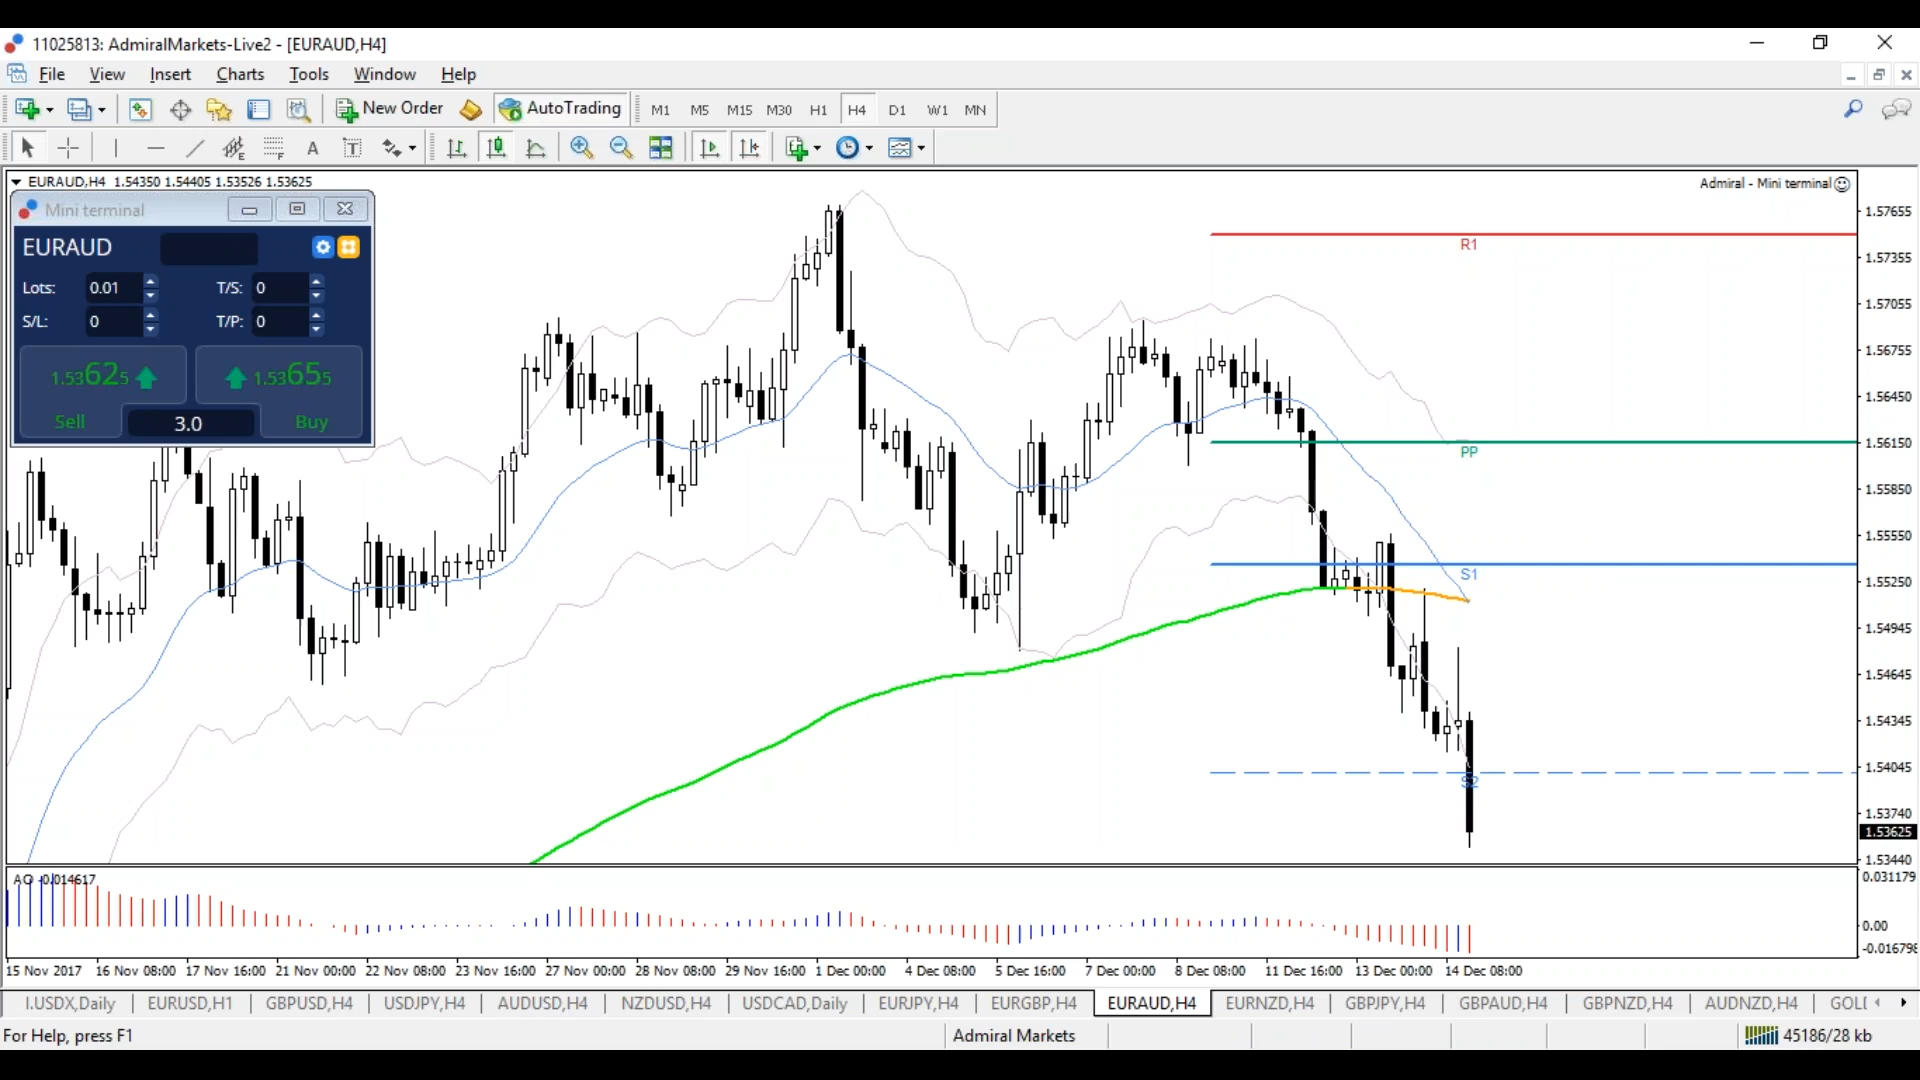 11025813: AdmiralMarkets-Live2 - [EURAUD,H4]
File View Insert Charts Tools Window Help
New Order AutoTrading M1 M5 M15 M30 H1 H4 D1 W1 MN
A T
EURAUD,H4 1.54350 1.54405 1.53526 1.53625
Admiral - Mini terminal
Mini terminal
EURAUD
Lots: 0.01 T/S: 0
S/L: 0 T/P: 0
1.53625 1.53655
Sell 3.0 Buy
1.57655
R1
1.57355
1.57055
1.56755
1.56450
1.56150
PP
1.55850
1.55550
S1
1.55250
1.54945
1.54645
1.54345
1.54045
S2
1.53740
1.53625
1.53440
AO -0.014617
0.031179
0.00
-0.016798
15 Nov 2017 16 Nov 08:00 17 Nov 16:00 21 Nov 00:00 22 Nov 08:00 23 Nov 16:00 27 Nov 00:00 28 Nov 08:00 29 Nov 16:00 1 Dec 00:00 4 Dec 08:00 5 Dec 16:00 7 Dec 00:00 8 Dec 08:00 11 Dec 16:00 13 Dec 00:00 14 Dec 08:00
I.USDX,Daily EURUSD,H1 GBPUSD,H4 USDJPY,H4 AUDUSD,H4 NZDUSD,H4 USDCAD,Daily EURJPY,H4 EURGBP,H4 EURAUD,H4 EURNZD,H4 GBPJPY,H4 GBPAUD,H4 GBPNZD,H4 AUDNZD,H4 GOLD
For Help, press F1 Admiral Markets 45186/28 kb